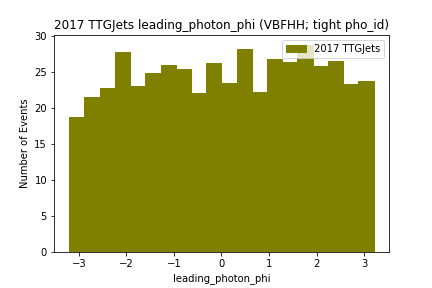 2017 TTGJets leading_photon_phi (VBFHH; tight pho_id)
2017 TTGJets
30
25
20
15
10
5
0
Number of Events
−3 −2 −1 0 1 2 3
leading_photon_phi